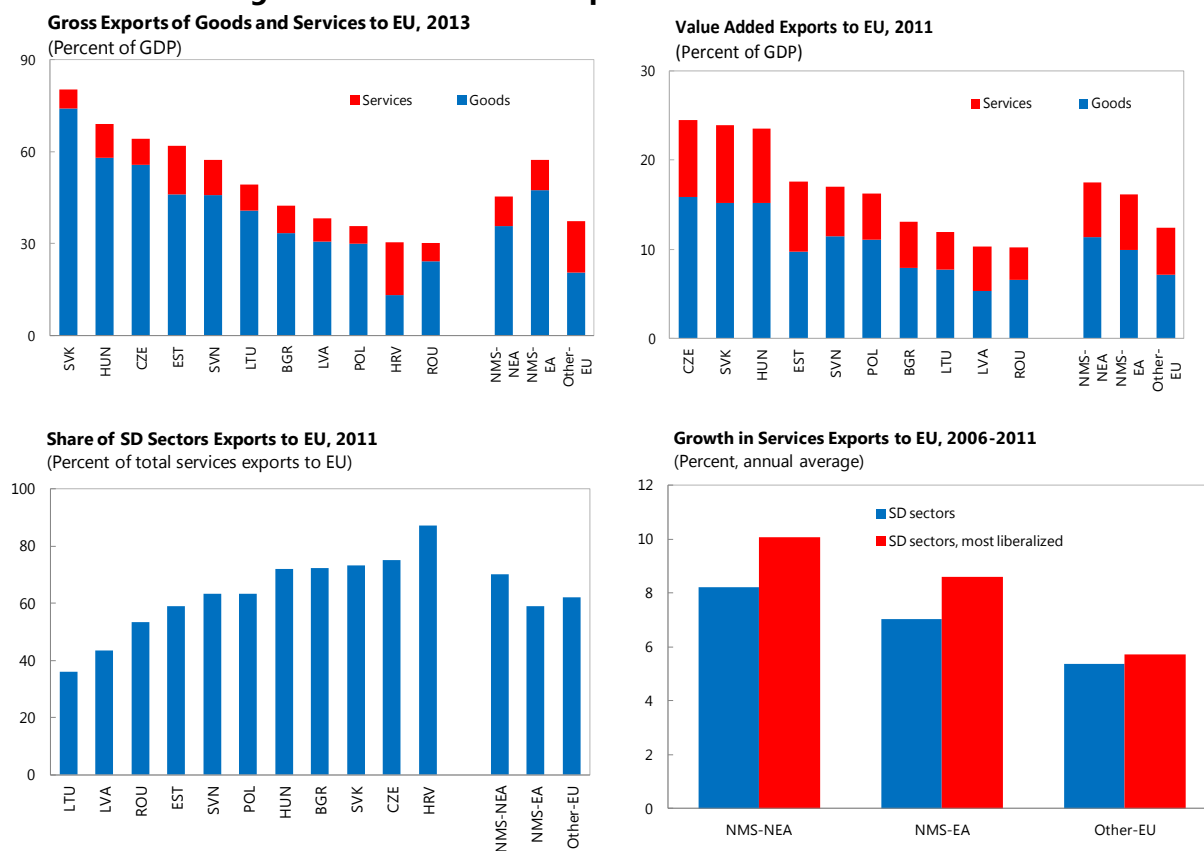 Gross Exports of Goods and Services to EU, 2013
(Percent of GDP)
90
60
30
0
Services
Goods
SVK
HUN
CZE
EST
SVN
LTU
BGR
LVA
POL
HRV
ROU
NMS-
NEA
NMS-
EA
Other-
EU
Value Added Exports to EU, 2011
(Percent of GDP)
30
20
10
0
Services
Goods
CZE
SVK
HUN
EST
SVN
POL
BGR
LTU
LVA
ROU
NMS-
NEA
NMS-
EA
Other-
EU
Share of SD Sectors Exports to EU, 2011
(Percent of total services exports to EU)
100
80
60
40
20
0
LTU
LVA
ROU
EST
SVN
POL
HUN
BGR
SVK
CZE
HRV
NMS-NEA
NMS-EA
Other-EU
Growth in Services Exports to EU, 2006-2011
(Percent, annual average)
12
10
8
6
4
2
0
SD sectors
SD sectors, most liberalized
NMS-NEA
NMS-EA
Other-EU